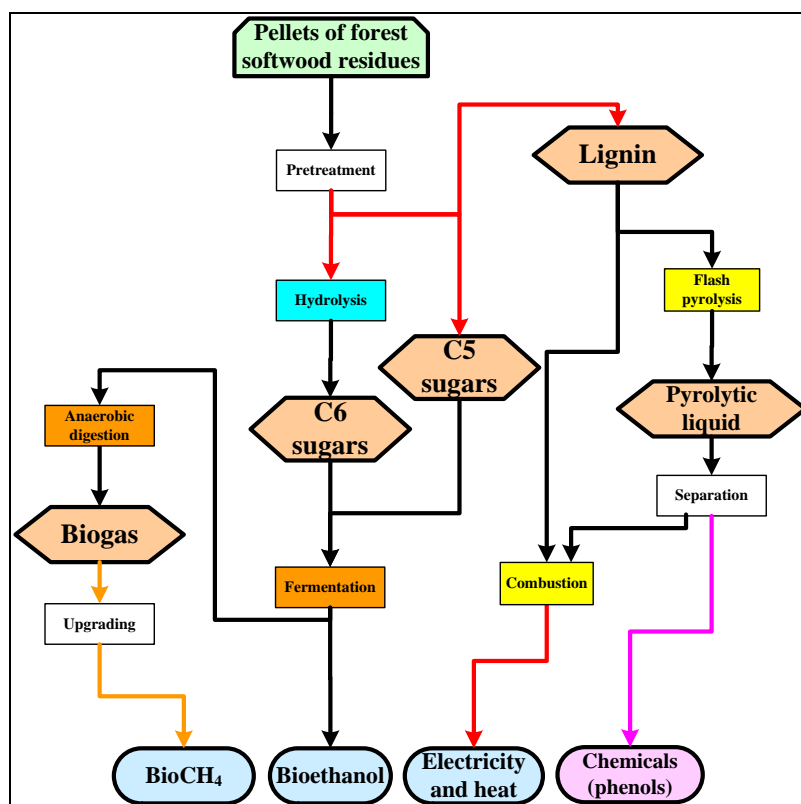 Pellets of forest
softwood residues
Pretreatment
Lignin
Hydrolysis
Flash
pyrolysis
C5
sugars
Anaerobic
digestion
C6
sugars
Pyrolytic
liquid
Separation
Biogas
Fermentation
Combustion
Upgrading
BioCH₄
Bioethanol
Electricity
and heat
Chemicals
(phenols)